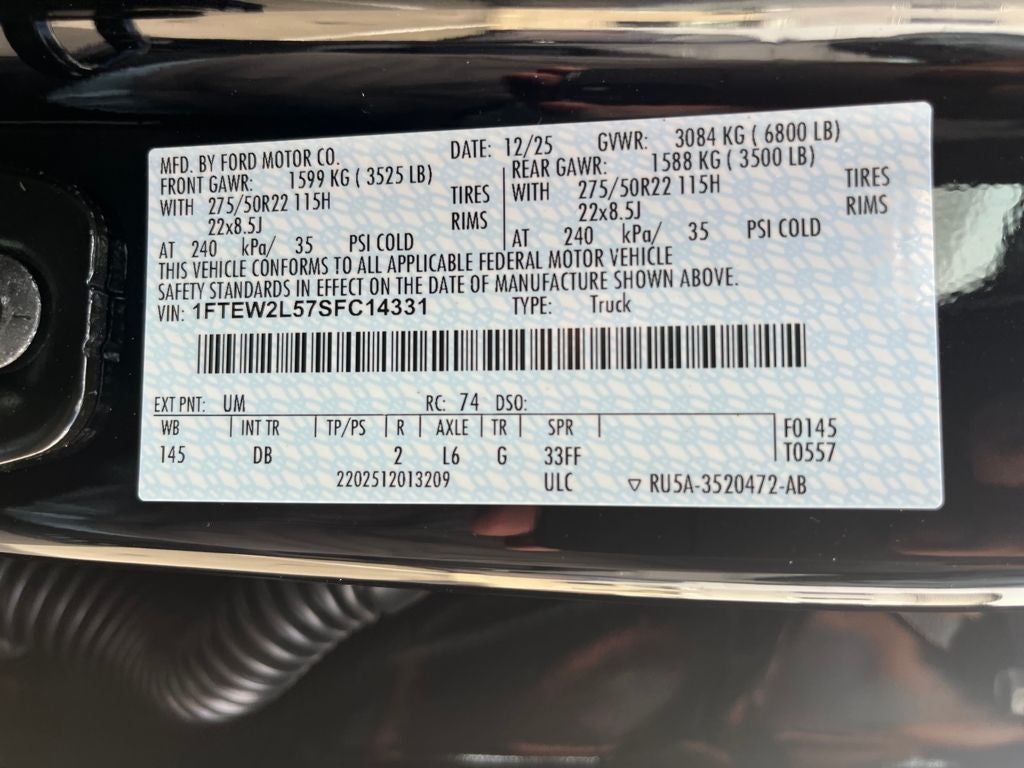 MFD. BY FORD MOTOR CO. DATE: 12/25 GVWR: 3084 KG ( 6800 LB)
FRONT GAWR: 1599 KG ( 3525 LB) REAR GAWR: 1588 KG ( 3500 LB)
WITH 275/50R22 115H TIRES WITH 275/50R22 115H TIRES
22x8.5J RIMS 22x8.5J RIMS
AT 240 kPa/ 35 PSI COLD AT 240 kPa/ 35 PSI COLD
THIS VEHICLE CONFORMS TO ALL APPLICABLE FEDERAL MOTOR VEHICLE
SAFETY STANDARDS IN EFFECT ON THE DATE OF MANUFACTURE SHOWN ABOVE.
VIN: 1FTEW2L57SFC14331 TYPE: Truck
EXT PNT: UM RC: 74 DSO:
WB INT TR TP/PS R AXLE TR SPR F0145
145 DB 2 L6 G 33FF T0557
2202512013209 ULC ▽ RU5A-3520472-AB